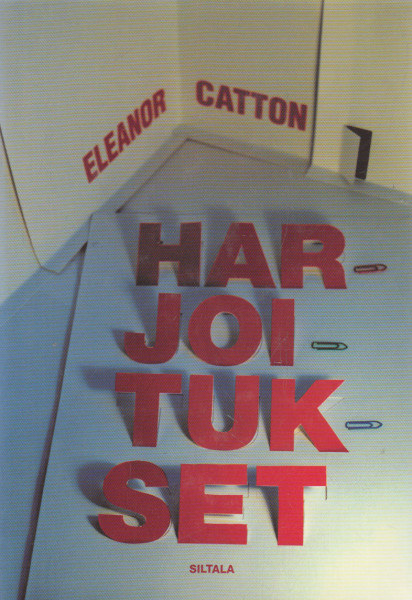 ELEANOR CATTON
HAR-
JOI-
TUK-
SET
SILTALA